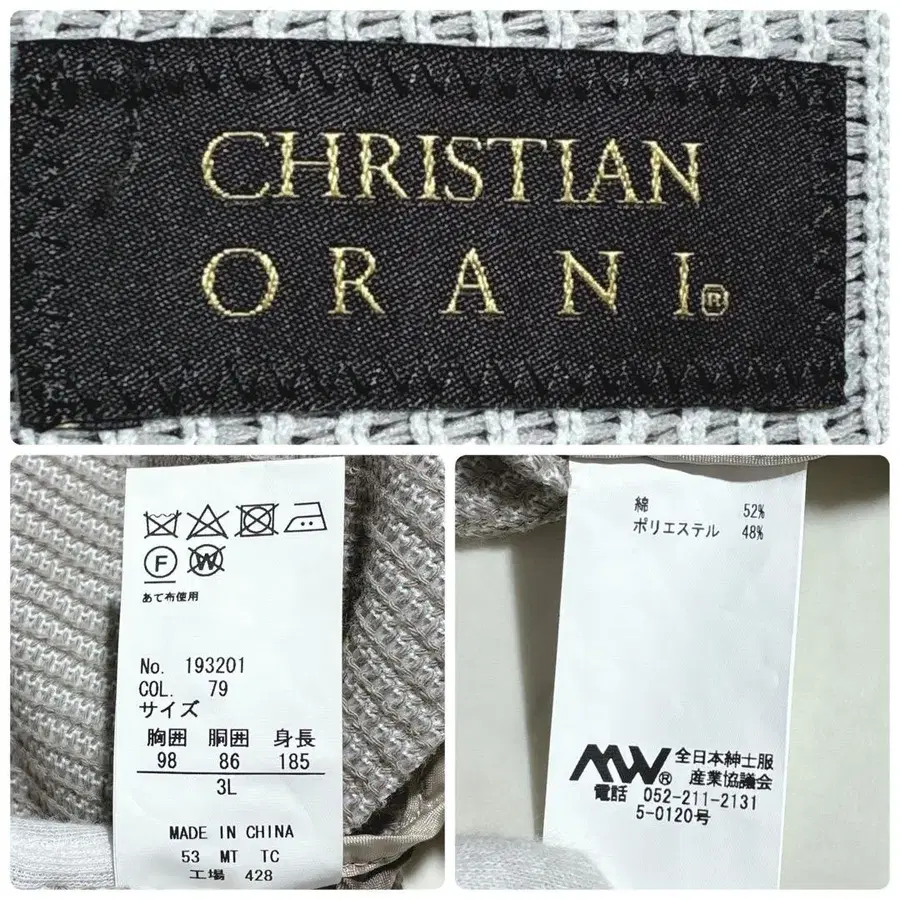 CHRISTIAN
ORANI®
F W
あて布使用
No. 193201
COL. 79
サイズ
胸囲 胴囲 身長
98 86 185
3L
MADE IN CHINA
53 MT TC
工場 428
綿 52%
ポリエステル 48%
MW® 全日本紳士服
産業協議会
電話 052-211-2131
5-0120号